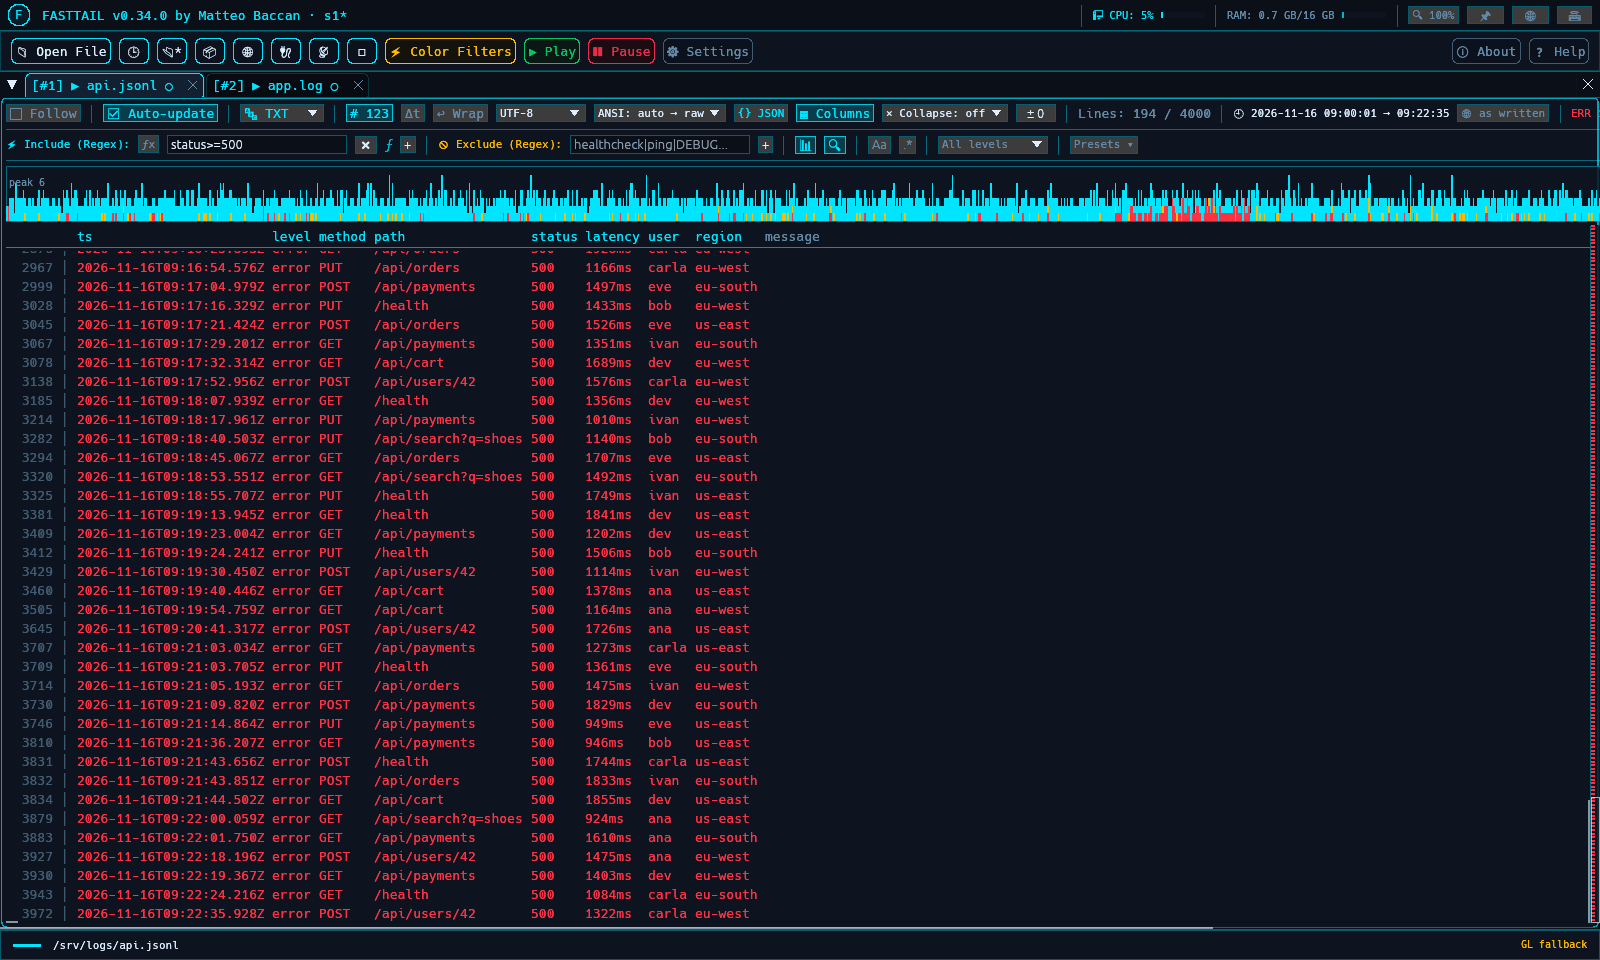 FASTTAIL v0.34.0 by Matteo Baccan · s1*
CPU: 5%
RAM: 0.7 GB/16 GB
100%
Open File
Color Filters
Play
Pause
Settings
About
? Help
[#1] ▶ api.jsonl ○
[#2] ▶ app.log ○
Follow
Auto-update
TXT
# 123
At
↩ Wrap
UTF-8
ANSI: auto → raw
{} JSON
Columns
× Collapse: off
±0
Lines: 194 / 4000
2026-11-16 09:00:01 → 09:22:35
as written
ERR
Include (Regex):
ƒx
status>=500
ƒ
+
Exclude (Regex):
healthcheck|ping|DEBUG...
+
Aa
.*
All levels
Presets
peak 6
ts level method path status latency user region message
2967 2026-11-16T09:16:54.576Z error PUT /api/orders 500 1166ms carla eu-west
2999 2026-11-16T09:17:04.979Z error POST /api/payments 500 1497ms eve eu-south
3028 2026-11-16T09:17:16.329Z error PUT /health 500 1433ms bob eu-west
3045 2026-11-16T09:17:21.424Z error POST /api/orders 500 1526ms eve us-east
3067 2026-11-16T09:17:29.201Z error GET /api/payments 500 1351ms ivan eu-south
3078 2026-11-16T09:17:32.314Z error GET /api/cart 500 1689ms dev eu-west
3138 2026-11-16T09:17:52.956Z error POST /api/users/42 500 1576ms carla eu-west
3185 2026-11-16T09:18:07.939Z error GET /health 500 1356ms dev eu-west
3214 2026-11-16T09:18:17.961Z error PUT /api/payments 500 1010ms ivan eu-west
3282 2026-11-16T09:18:40.503Z error PUT /api/search?q=shoes 500 1140ms bob eu-south
3294 2026-11-16T09:18:45.067Z error GET /api/orders 500 1707ms eve us-east
3320 2026-11-16T09:18:53.551Z error GET /api/search?q=shoes 500 1492ms ivan eu-south
3325 2026-11-16T09:18:55.707Z error PUT /health 500 1749ms ivan us-east
3381 2026-11-16T09:19:13.945Z error GET /health 500 1841ms dev us-east
3409 2026-11-16T09:19:23.004Z error GET /api/payments 500 1202ms dev us-east
3412 2026-11-16T09:19:24.241Z error PUT /health 500 1506ms bob eu-south
3429 2026-11-16T09:19:30.450Z error POST /api/users/42 500 1114ms ivan eu-west
3460 2026-11-16T09:19:40.446Z error GET /api/cart 500 1378ms ana us-east
3505 2026-11-16T09:19:54.759Z error GET /api/cart 500 1164ms ana eu-west
3645 2026-11-16T09:20:41.317Z error POST /api/users/42 500 1726ms ana us-east
3707 2026-11-16T09:21:03.034Z error GET /api/payments 500 1273ms carla us-east
3709 2026-11-16T09:21:03.705Z error PUT /health 500 1361ms eve eu-south
3714 2026-11-16T09:21:05.193Z error GET /api/orders 500 1475ms ivan eu-west
3730 2026-11-16T09:21:09.820Z error POST /api/payments 500 1829ms dev eu-south
3746 2026-11-16T09:21:14.864Z error PUT /api/payments 500 949ms eve us-east
3810 2026-11-16T09:21:36.207Z error GET /api/payments 500 946ms bob us-east
3831 2026-11-16T09:21:43.656Z error POST /health 500 1744ms carla us-east
3832 2026-11-16T09:21:43.851Z error POST /api/orders 500 1833ms ivan eu-south
3834 2026-11-16T09:21:44.502Z error GET /api/cart 500 1855ms dev us-east
3879 2026-11-16T09:22:00.059Z error GET /api/search?q=shoes 500 924ms ana us-east
3883 2026-11-16T09:22:01.750Z error GET /api/payments 500 1610ms ana eu-south
3927 2026-11-16T09:22:18.196Z error POST /api/users/42 500 1475ms ana eu-west
3930 2026-11-16T09:22:19.367Z error GET /api/payments 500 1403ms dev eu-west
3943 2026-11-16T09:22:24.216Z error GET /health 500 1084ms carla eu-south
3972 2026-11-16T09:22:35.928Z error POST /api/users/42 500 1322ms carla eu-west
/srv/logs/api.jsonl
GL fallback